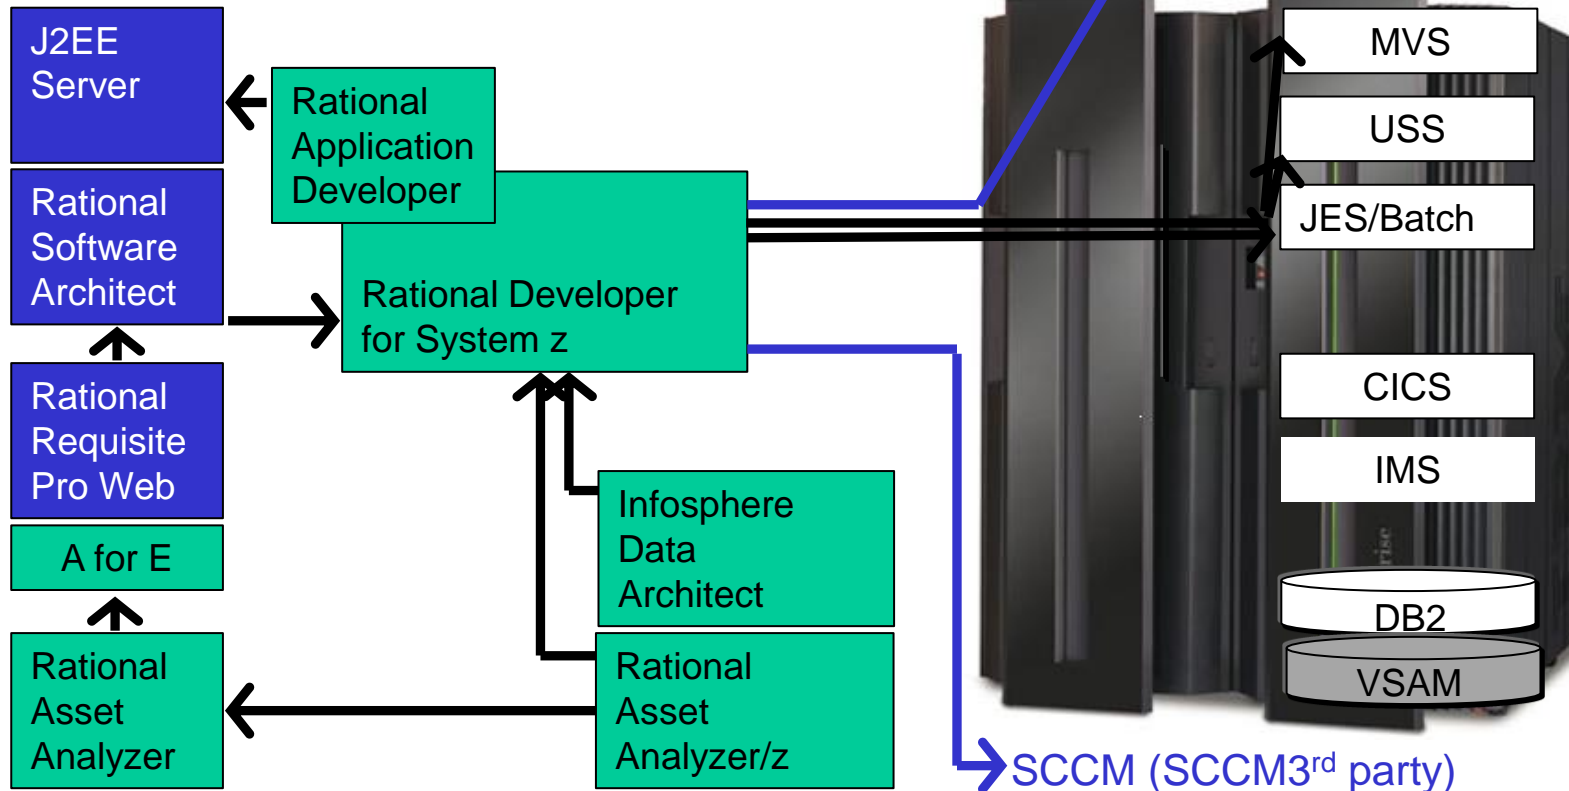 J2EE
Server
Rational
Application
Developer
Rational
Software
Architect
Rational Developer
for System z
Rational
Requisite
Pro Web
A for E
Infosphere
Data
Architect
Rational
Asset
Analyzer
Rational
Asset
Analyzer/z
MVS
USS
JES/Batch
CICS
IMS
rise
DB2
VSAM
SCCM (SCCM3rd party)